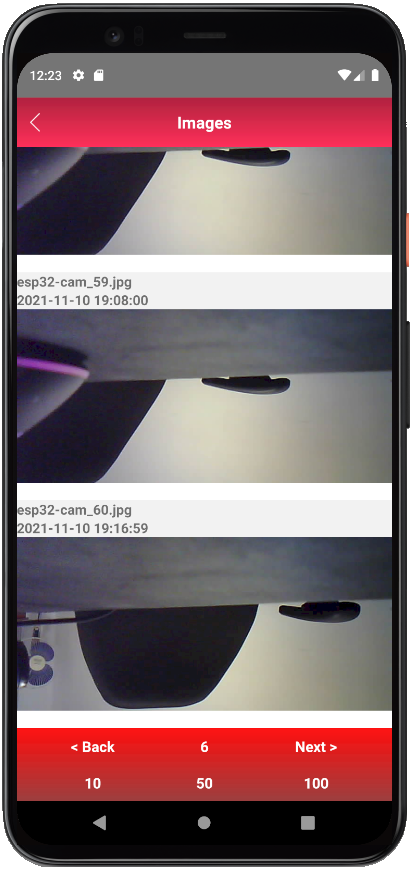 12:23
Images
esp32-cam_59.jpg
2021-11-10 19:08:00
esp32-cam_60.jpg
2021-11-10 19:16:59
< Back 6 Next >
10 50 100